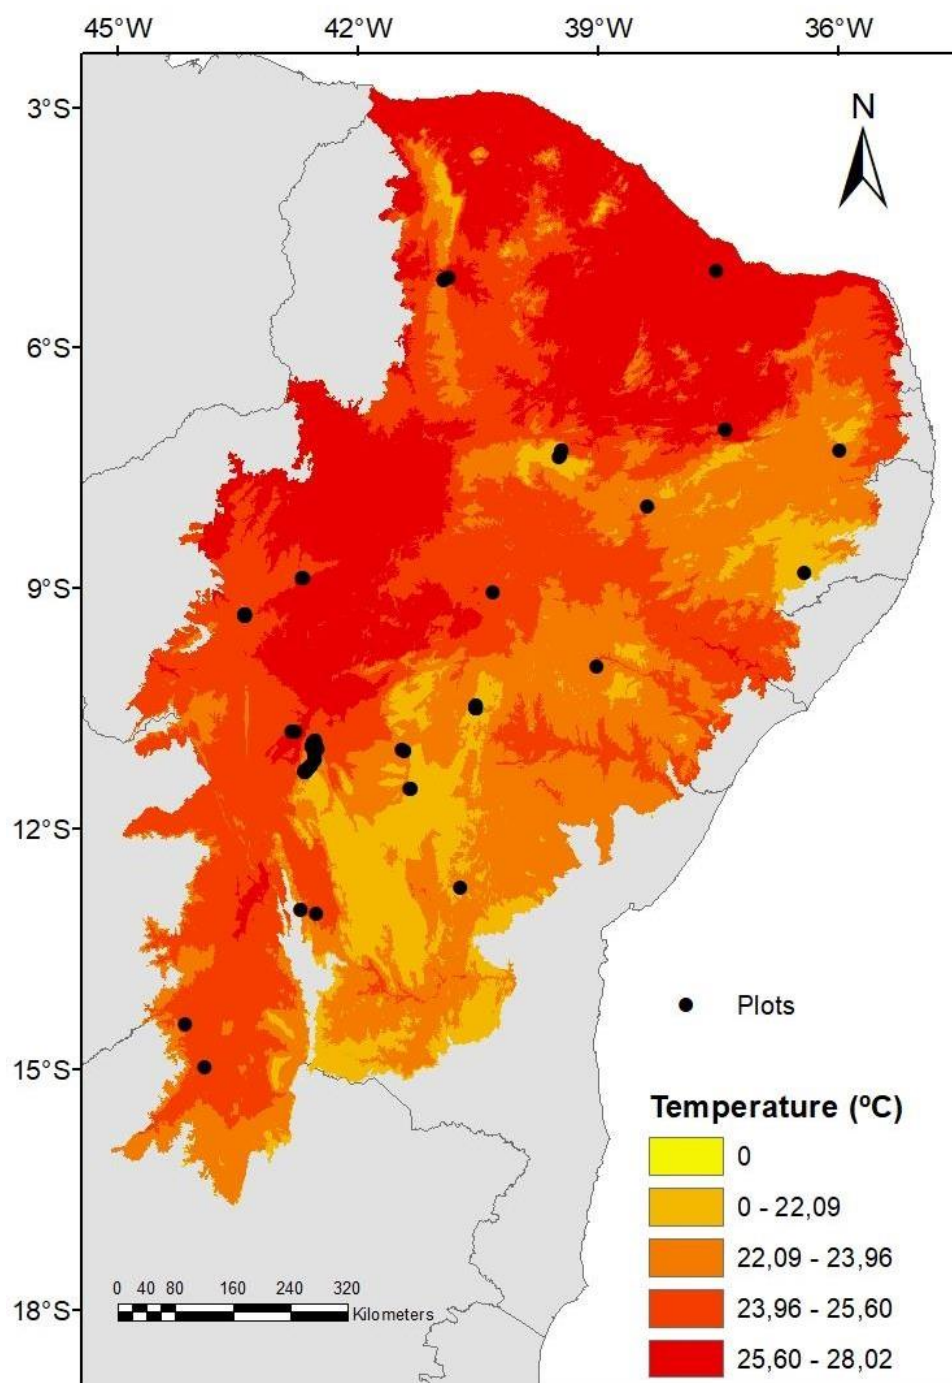 45°W 42°W 39°W 36°W
3°S
N
6°S
9°S
12°S
Plots
15°S
Temperature (ºC)
0
0 - 22,09
22,09 - 23,96
0 40 80 160 240 320
Kilometers
23,96 - 25,60
18°S
25,60 - 28,02